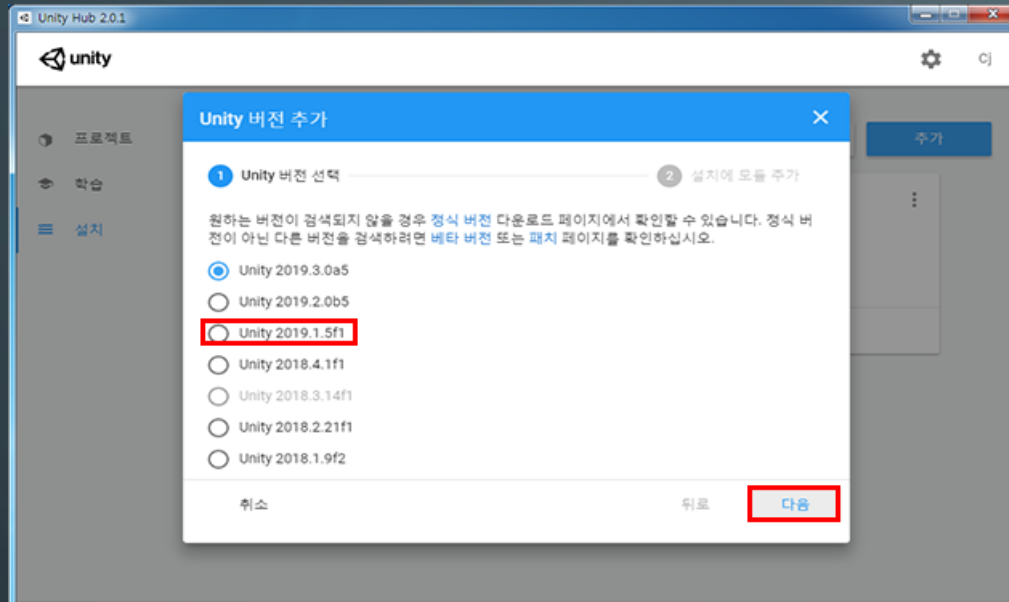 Unity Hub 2.0.1
unity
Cj
프로젝트
학습
설치
추가
Unity 버전 추가
1 Unity 버전 선택
2 설치에 모듈 추가
원하는 버전이 검색되지 않을 경우 정식 버전 다운로드 페이지에서 확인할 수 있습니다. 정식 버
전이 아닌 다른 버전을 검색하려면 베타 버전 또는 패치 페이지를 확인하십시오.
Unity 2019.3.0a5
Unity 2019.2.0b5
Unity 2019.1.5f1
Unity 2018.4.1f1
Unity 2018.3.14f1
Unity 2018.2.21f1
Unity 2018.1.9f2
취소
뒤로
다음